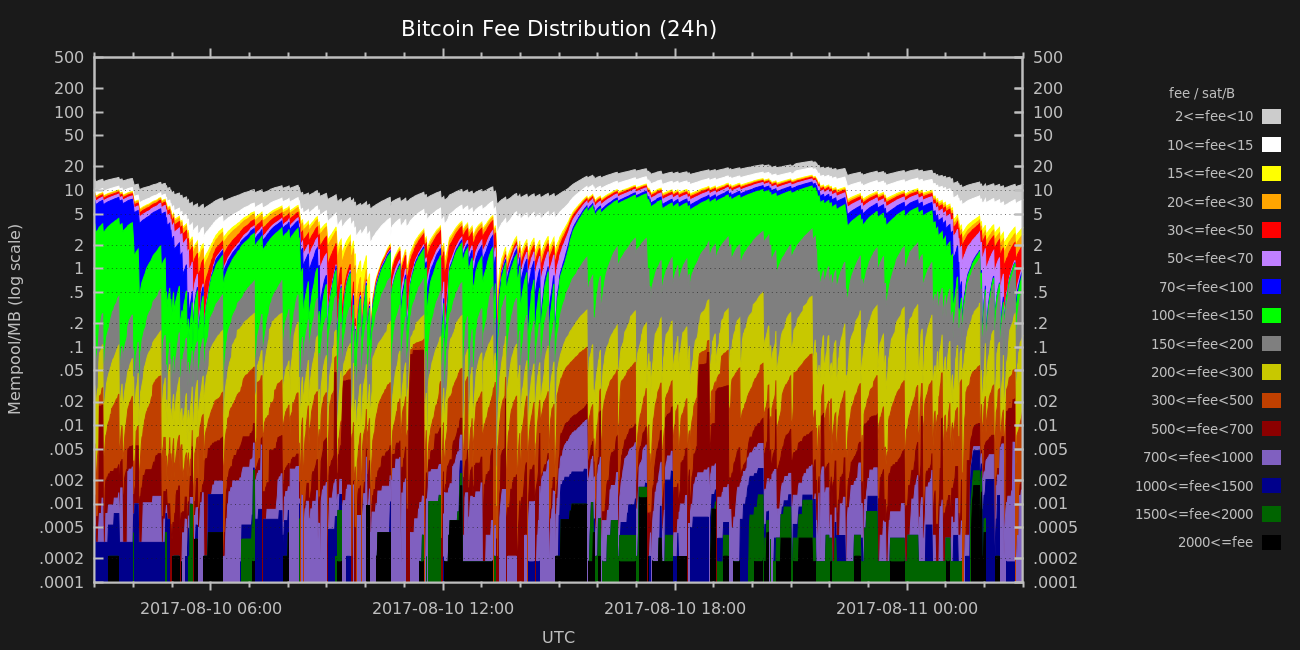 Bitcoin Fee Distribution (24h)
500
200
100
50
20
10
5
2
1
.5
.2
.1
.05
.02
.01
.005
.002
.001
.0005
.0002
.0001
Mempool/MB (log scale)
500
200
100
50
20
10
5
2
1
.5
.2
.1
.05
.02
.01
.005
.002
.001
.0005
.0002
.0001
2017-08-10 06:00 2017-08-10 12:00 2017-08-10 18:00 2017-08-11 00:00
UTC
fee / sat/B
2<=fee<10
10<=fee<15
15<=fee<20
20<=fee<30
30<=fee<50
50<=fee<70
70<=fee<100
100<=fee<150
150<=fee<200
200<=fee<300
300<=fee<500
500<=fee<700
700<=fee<1000
1000<=fee<1500
1500<=fee<2000
2000<=fee